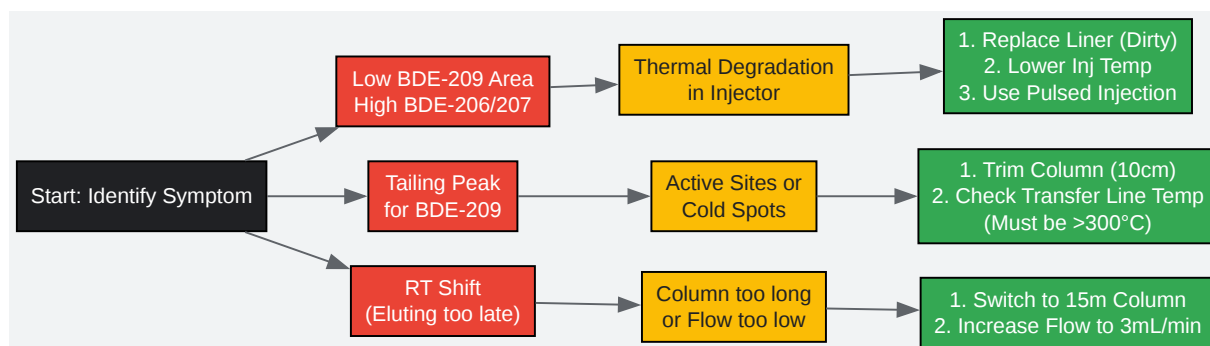 Start: Identify Symptom
Low BDE-209 Area
High BDE-206/207
Thermal Degradation
in Injector
1. Replace Liner (Dirty)
2. Lower Inj Temp
3. Use Pulsed Injection
Tailing Peak
for BDE-209
Active Sites or
Cold Spots
1. Trim Column (10cm)
2. Check Transfer Line Temp
(Must be >300°C)
RT Shift
(Eluting too late)
Column too long
or Flow too low
1. Switch to 15m Column
2. Increase Flow to 3mL/min